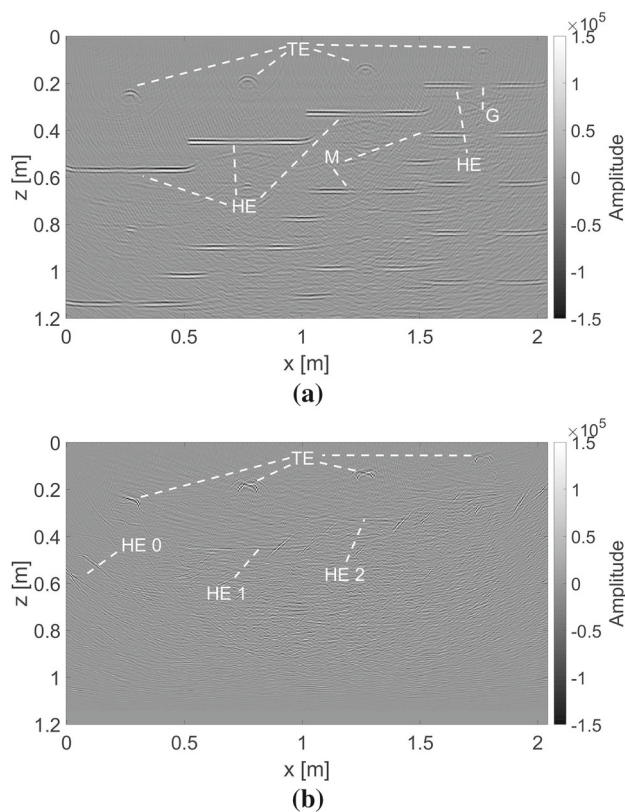 ×10⁵
0
0.2
0.4
0.6
0.8
1
1.2
z [m]
TE
G
M
HE
HE
1.5
1
0.5
0
-0.5
-1
-1.5
Amplitude
0 0.5 1 1.5 2
x [m]
(a)
×10⁵
0
0.2
0.4
0.6
0.8
1
1.2
z [m]
TE
HE 0
HE 1
HE 2
1.5
1
0.5
0
-0.5
-1
-1.5
Amplitude
0 0.5 1 1.5 2
x [m]
(b)